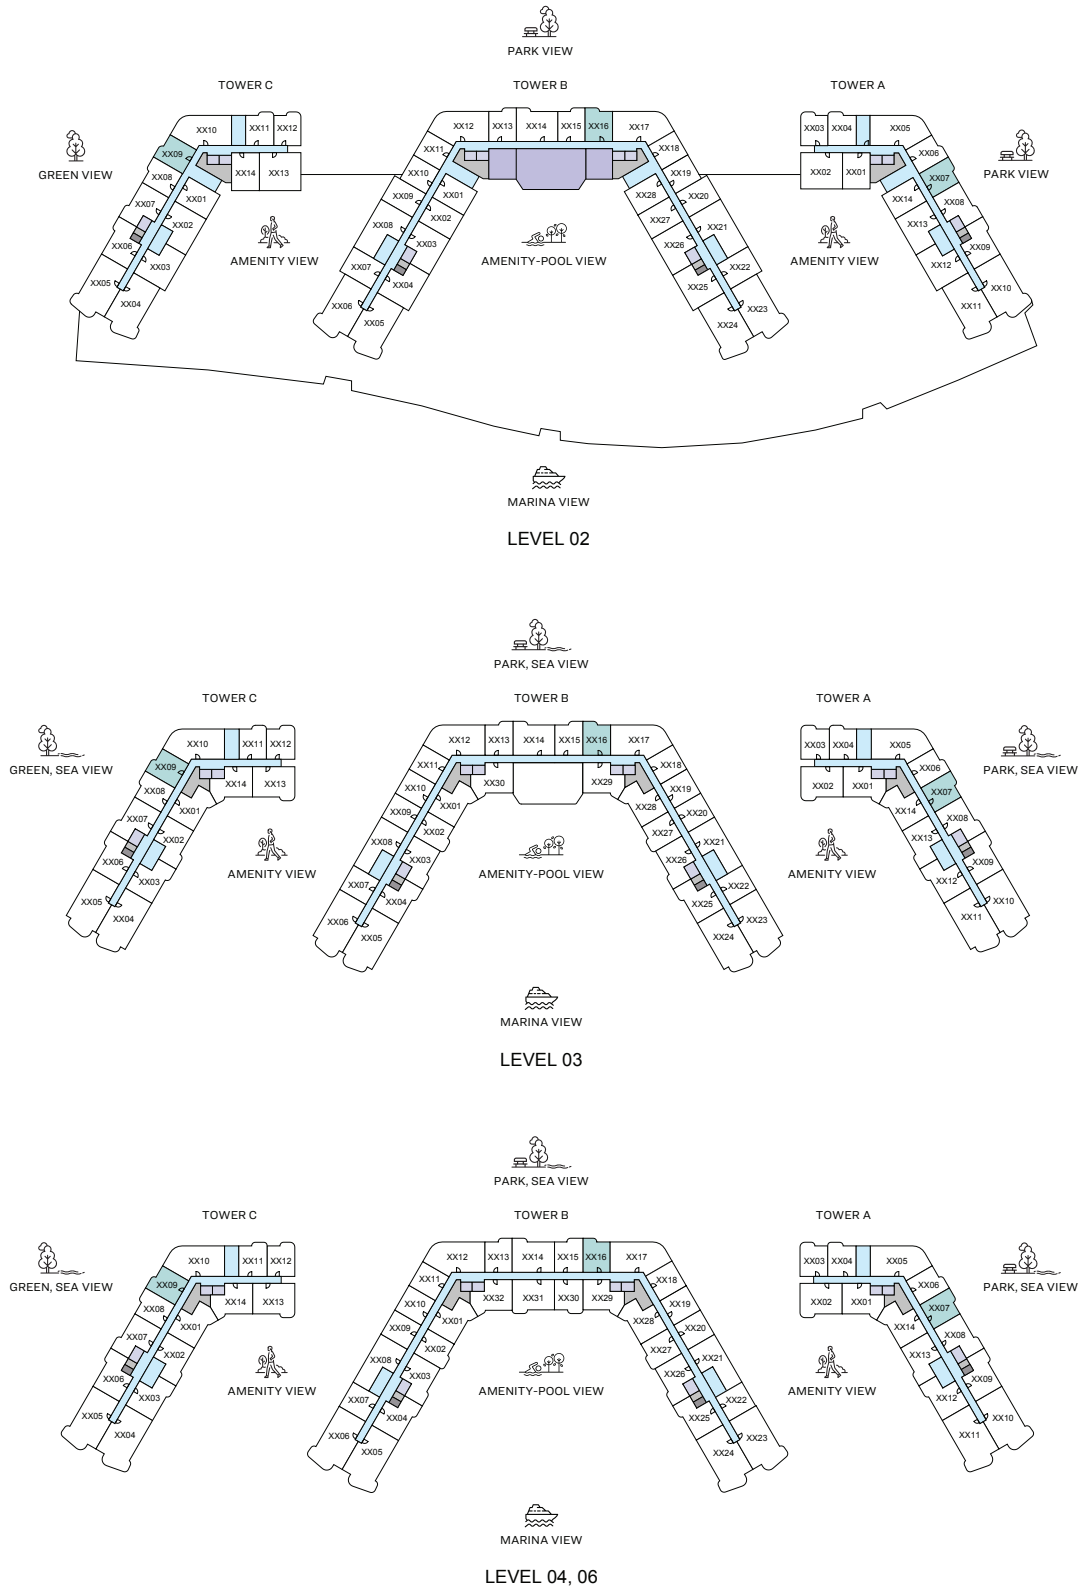 PARK VIEW
TOWER C
TOWER B
TOWER A
XX10 XX11 XX12
XX12 XX13 XX14 XX15 XX16 XX17
XX03 XX04 XX05
GREEN VIEW
XX09
XX08
XX07
XX06
XX05
XX04
XX03
XX02
XX01
XX14 XX13
AMENITY VIEW
XX11
XX10
XX09
XX08
XX07
XX06
XX05
XX04
XX03
XX02
XX01
AMENITY-POOL VIEW
XX18
XX19
XX20
XX21
XX22
XX23
XX24
XX25
XX26
XX27
XX28
AMENITY VIEW
XX02 XX01
XX06
XX07
XX08
XX09
XX10
XX11
XX12
XX13
XX14
PARK VIEW
MARINA VIEW
LEVEL 02
PARK, SEA VIEW
TOWER C
TOWER B
TOWER A
XX10 XX11 XX12
XX12 XX13 XX14 XX15 XX16 XX17
XX03 XX04 XX05
GREEN, SEA VIEW
XX09
XX08
XX07
XX06
XX05
XX04
XX03
XX02
XX01
XX14 XX13
AMENITY VIEW
XX11
XX10
XX09
XX08
XX07
XX06
XX05
XX04
XX03
XX02
XX01
XX30 XX29
AMENITY-POOL VIEW
XX18
XX19
XX20
XX21
XX22
XX23
XX24
XX25
XX26
XX27
XX28
AMENITY VIEW
XX02 XX01
XX06
XX07
XX08
XX09
XX10
XX11
XX12
XX13
XX14
PARK, SEA VIEW
MARINA VIEW
LEVEL 03
PARK, SEA VIEW
TOWER C
TOWER B
TOWER A
XX10 XX11 XX12
XX12 XX13 XX14 XX15 XX16 XX17
XX03 XX04 XX05
GREEN, SEA VIEW
XX09
XX08
XX07
XX06
XX05
XX04
XX03
XX02
XX01
XX14 XX13
AMENITY VIEW
XX11
XX10
XX09
XX08
XX07
XX06
XX05
XX04
XX03
XX02
XX01
XX32 XX31 XX30 XX29
AMENITY-POOL VIEW
XX18
XX19
XX20
XX21
XX22
XX23
XX24
XX25
XX26
XX27
XX28
AMENITY VIEW
XX02 XX01
XX06
XX07
XX08
XX09
XX10
XX11
XX12
XX13
XX14
PARK, SEA VIEW
MARINA VIEW
LEVEL 04, 06